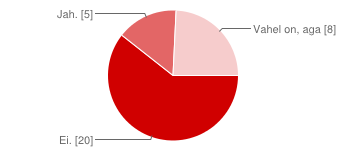 Jah. [5]
Vahel on, aga [8]
Ei. [20]